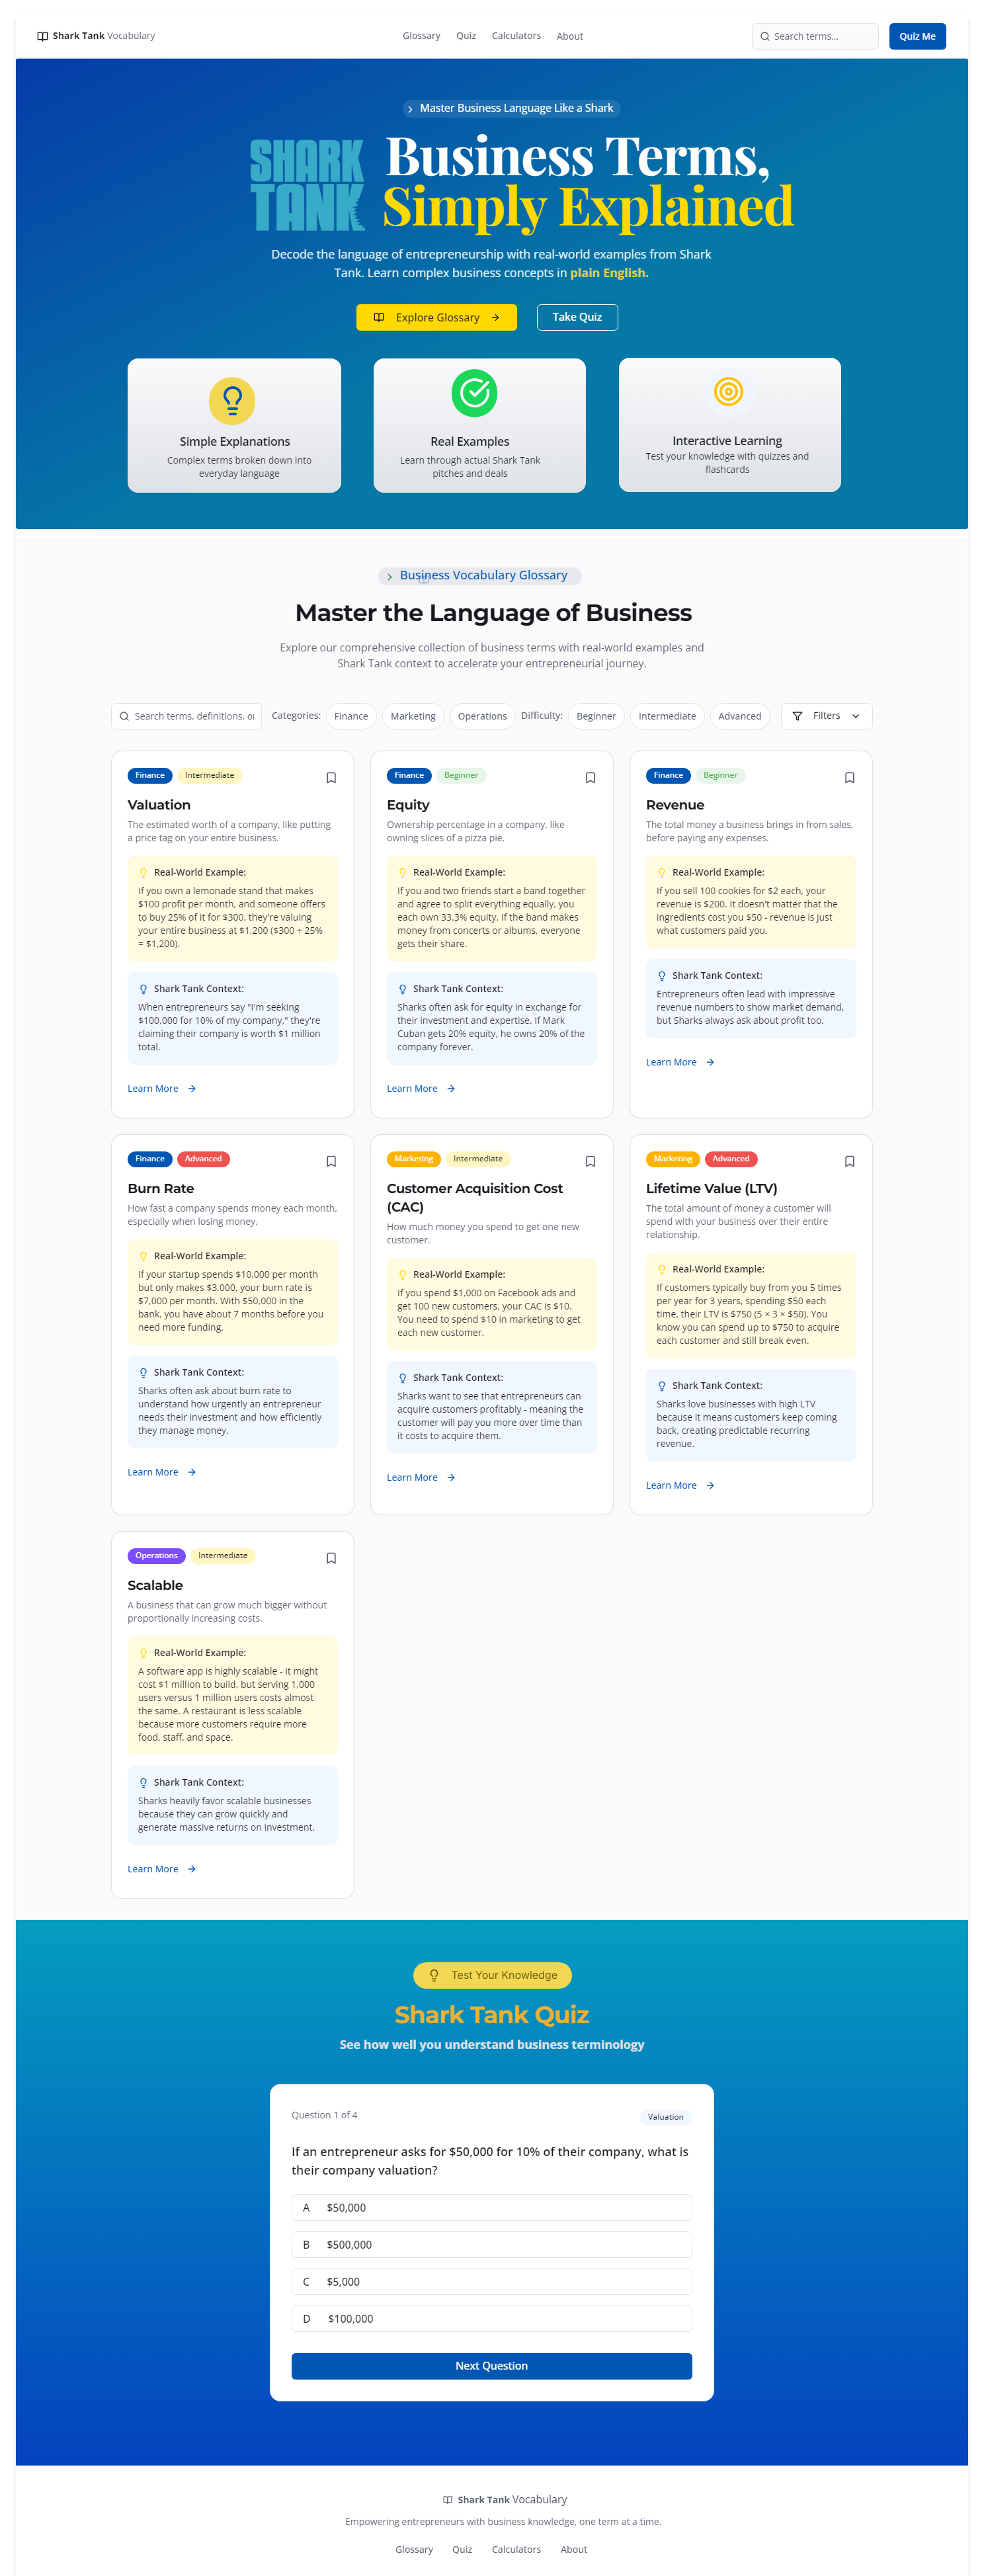 Shark Tank Vocabulary
Glossary
Quiz
Calculators
About
Search terms...
Quiz Me
Master Business Language Like a Shark
SHARK
TANK
Business Terms,
Simply Explained
Decode the language of entrepreneurship with real-world examples from Shark
Tank. Learn complex business concepts in plain English.
Explore Glossary
Take Quiz
Simple Explanations
Complex terms broken down into
everyday language
Real Examples
Learn through actual Shark Tank
pitches and deals
Interactive Learning
Test your knowledge with quizzes and
flashcards
Business Vocabulary Glossary
Master the Language of Business
Explore our comprehensive collection of business terms with real-world examples and
Shark Tank context to accelerate your entrepreneurial journey.
Search terms, definitions, or
Categories:
Finance
Marketing
Operations
Difficulty:
Beginner
Intermediate
Advanced
Filters
Finance
Intermediate
Valuation
The estimated worth of a company, like putting
a price tag on your entire business.
Real-World Example:
If you own a lemonade stand that makes
$100 profit per month, and someone offers
to buy 25% of it for $300, they're valuing
your entire business at $1,200 ($300 ÷ 25%
= $1,200).
Shark Tank Context:
When entrepreneurs say "I'm seeking
$100,000 for 10% of my company," they're
claiming their company is worth $1 million
total.
Learn More
Finance
Beginner
Equity
Ownership percentage in a company, like
owning slices of a pizza pie.
Real-World Example:
If you and two friends start a band together
and agree to split everything equally, you
each own 33.3% equity. If the band makes
money from concerts or albums, everyone
gets their share.
Shark Tank Context:
Sharks often ask for equity in exchange for
their investment and expertise. If Mark
Cuban gets 20% equity, he owns 20% of the
company forever.
Learn More
Finance
Beginner
Revenue
The total money a business brings in from sales,
before paying any expenses.
Real-World Example:
If you sell 100 cookies for $2 each, your
revenue is $200. It doesn't matter that the
ingredients cost you $50 - revenue is just
what customers paid you.
Shark Tank Context:
Entrepreneurs often lead with impressive
revenue numbers to show market demand,
but Sharks always ask about profit too.
Learn More
Finance
Advanced
Burn Rate
How fast a company spends money each month,
especially when losing money.
Real-World Example:
If your startup spends $10,000 per month
but only makes $3,000, your burn rate is
$7,000 per month. With $50,000 in the
bank, you have about 7 months before you
need more funding.
Shark Tank Context:
Sharks often ask about burn rate to
understand how urgently an entrepreneur
needs their investment and how efficiently
they manage money.
Learn More
Marketing
Intermediate
Customer Acquisition Cost
(CAC)
How much money you spend to get one new
customer.
Real-World Example:
If you spend $1,000 on Facebook ads and
get 100 new customers, your CAC is $10.
You need to spend $10 in marketing to get
each new customer.
Shark Tank Context:
Sharks want to see that entrepreneurs can
acquire customers profitably - meaning the
customer will pay you more over time than
it costs to acquire them.
Learn More
Marketing
Advanced
Lifetime Value (LTV)
The total amount of money a customer will
spend with your business over their entire
relationship.
Real-World Example:
If customers typically buy from you 5 times
per year for 3 years, spending $50 each
time, their LTV is $750 (5 × 3 × $50). You
know you can spend up to $750 to acquire
each customer and still break even.
Shark Tank Context:
Sharks love businesses with high LTV
because it means customers keep coming
back, creating predictable recurring
revenue.
Learn More
Operations
Intermediate
Scalable
A business that can grow much bigger without
proportionally increasing costs.
Real-World Example:
A software app is highly scalable - it might
cost $1 million to build, but serving 1,000
users versus 1 million users costs almost
the same. A restaurant is less scalable
because more customers require more
food, staff, and space.
Shark Tank Context:
Sharks heavily favor scalable businesses
because they can grow quickly and
generate massive returns on investment.
Learn More
Test Your Knowledge
Shark Tank Quiz
See how well you understand business terminology
Question 1 of 4
Valuation
If an entrepreneur asks for $50,000 for 10% of their company, what is
their company valuation?
A $50,000
B $500,000
C $5,000
D $100,000
Next Question
Shark Tank Vocabulary
Empowering entrepreneurs with business knowledge, one term at a time.
Glossary
Quiz
Calculators
About